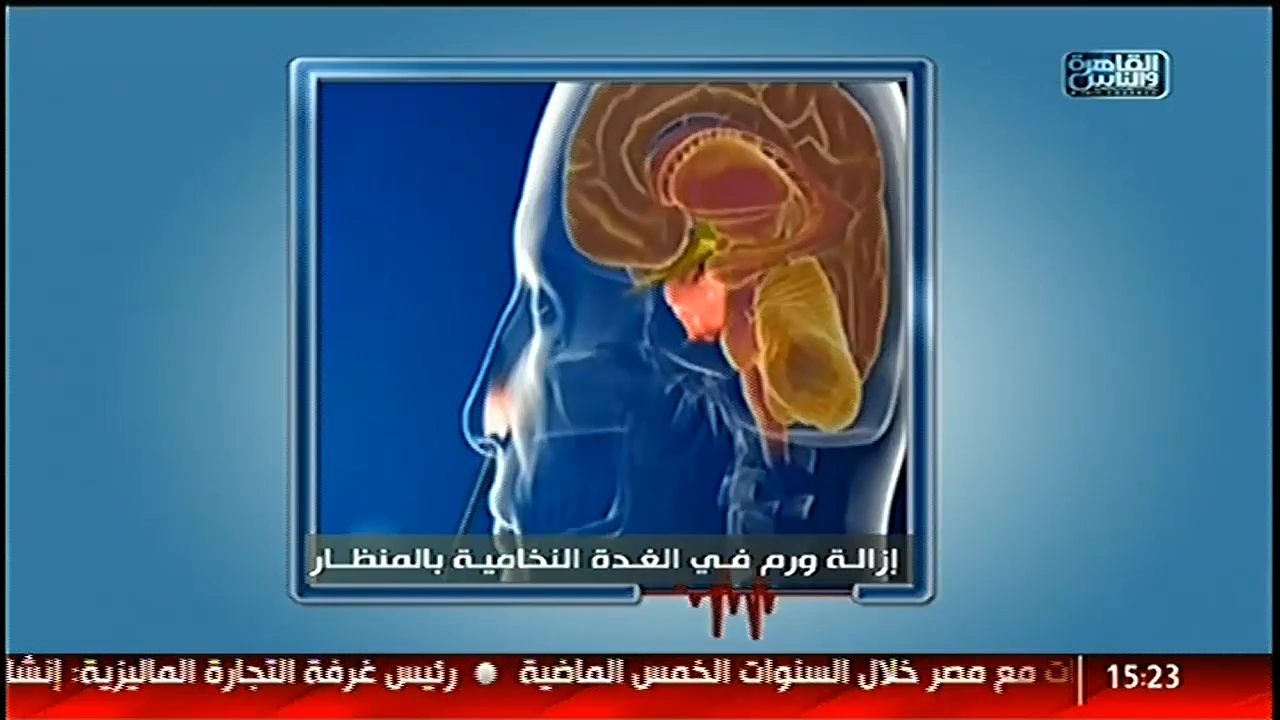 القاهرة
والناس
إزالة ورم في الغدة النخامية بالمنظار
مع مصر خلال السنوات الخمس الماضية ● رئيس غرفة التجارة الماليزية:
15:23